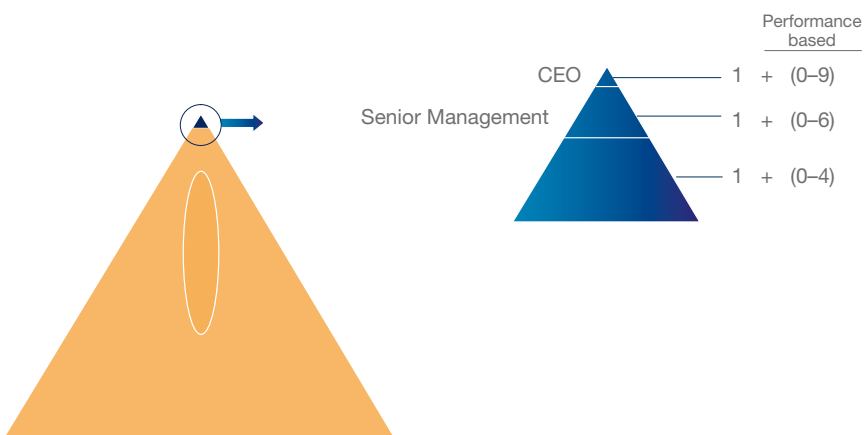 Performance
based
CEO 1 + (0–9)
Senior Management 1 + (0–6)
1 + (0–4)